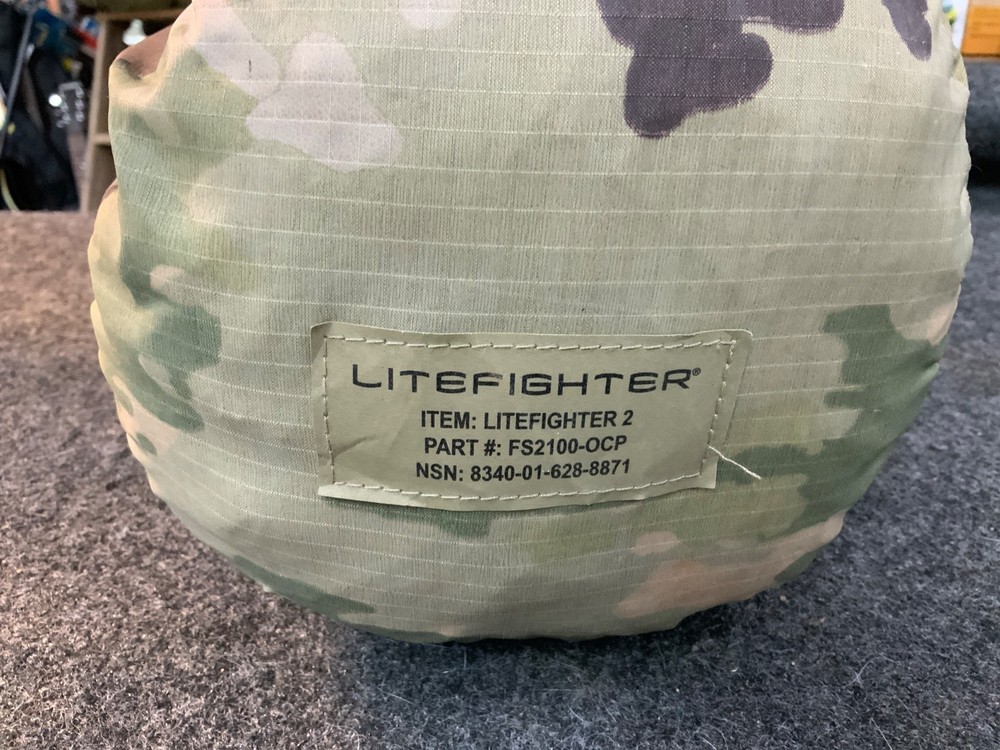 LITEFIGHTER®
ITEM: LITEFIGHTER 2
PART #: FS2100-OCP
NSN: 8340-01-628-8871